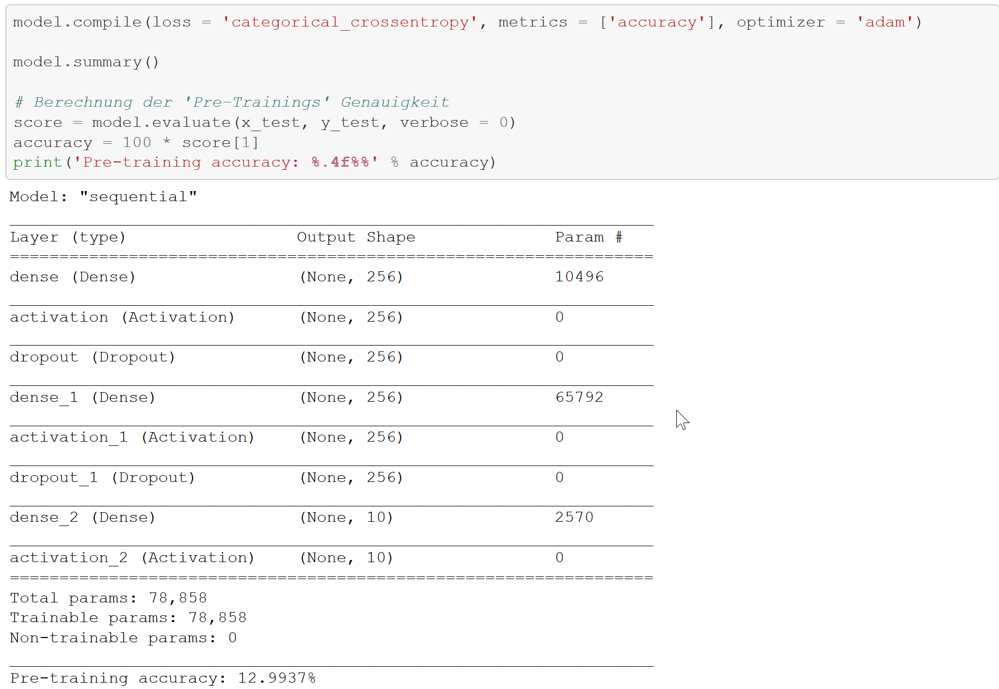 model.compile(loss = 'categorical_crossentropy', metrics = ['accuracy'], optimizer = 'adam')
model.summary()
# Berechnung der 'Pre-Trainings' Genauigkeit
score = model.evaluate(x_test, y_test, verbose = 0)
accuracy = 100 * score[1]
print('Pre-training accuracy: %.4f%%' % accuracy)
Model: "sequential"
_________________________________________________________________
Layer (type)                 Output Shape              Param #
=================================================================
dense (Dense)                (None, 256)               10496
_________________________________________________________________
activation (Activation)      (None, 256)               0
_________________________________________________________________
dropout (Dropout)            (None, 256)               0
_________________________________________________________________
dense_1 (Dense)              (None, 256)               65792
_________________________________________________________________
activation_1 (Activation)    (None, 256)               0
_________________________________________________________________
dropout_1 (Dropout)          (None, 256)               0
_________________________________________________________________
dense_2 (Dense)              (None, 10)                2570
_________________________________________________________________
activation_2 (Activation)    (None, 10)                0
=================================================================
Total params: 78,858
Trainable params: 78,858
Non-trainable params: 0
_________________________________________________________________
Pre-training accuracy: 12.9937%